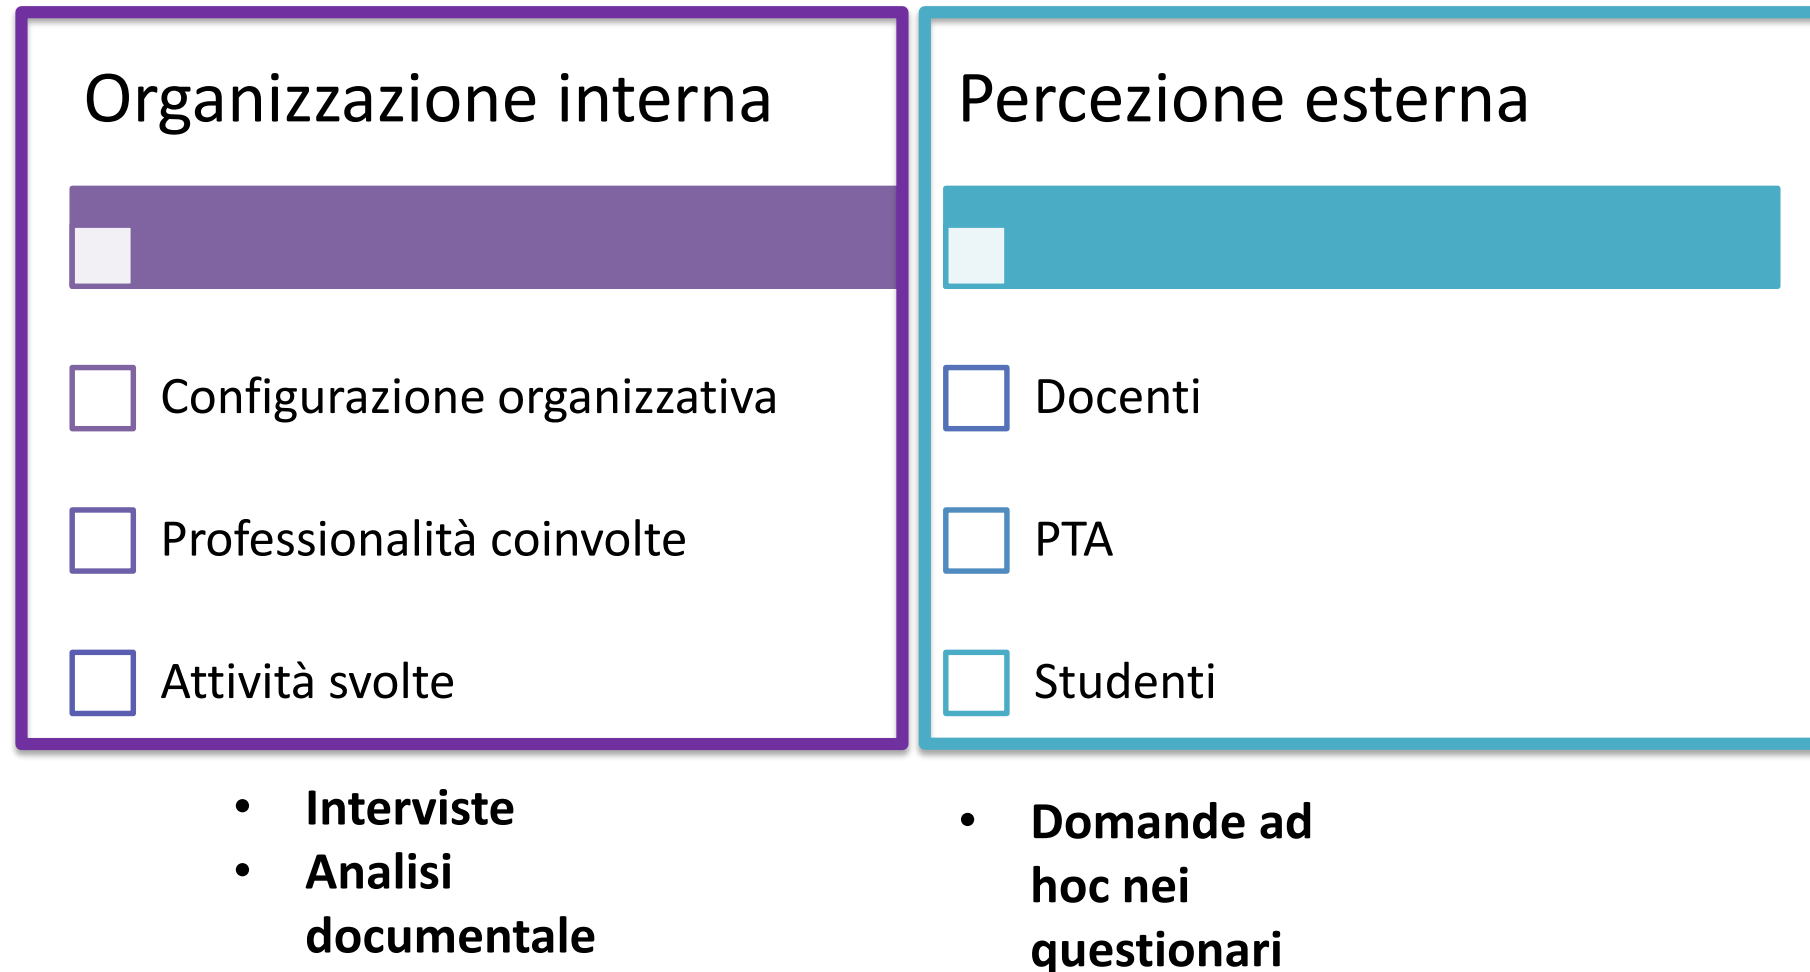 Organizzazione interna
Configurazione organizzativa
Professionalità coinvolte
Attività svolte
• Interviste
• Analisi
documentale
Percezione esterna
Docenti
PTA
Studenti
• Domande ad
hoc nei
questionari